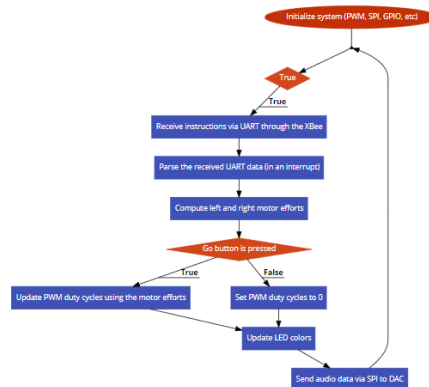 Initialize system (PWM, SPI, GPIO, etc)
True
True
Receive instructions via UART through the XBee
Parse the received UART data (in an interrupt)
Compute left and right motor efforts
Go button is pressed
True
False
Update PWM duty cycles using the motor efforts
Set PWM duty cycles to 0
Update LED colors
Send audio data via SPI to DAC